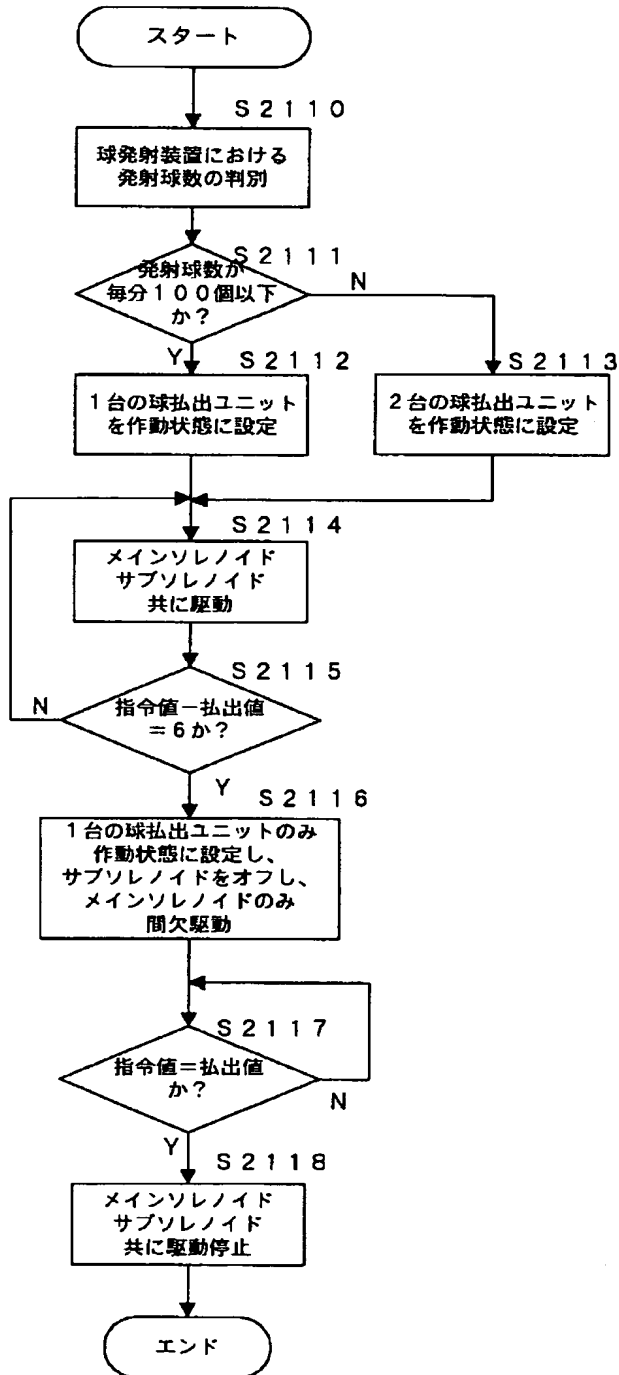 スタート
S2110
球発射装置における
発射球数の判別
S2111
発射球数が
毎分100個以下
か?
N
Y
S2112
1台の球払出ユニット
を作動状態に設定
S2113
2台の球払出ユニット
を作動状態に設定
S2114
メインソレノイド
サブソレノイド
共に駆動
S2115
指令値－払出値
＝6か?
N
Y
S2116
1台の球払出ユニットのみ
作動状態に設定し、
サブソレノイドをオフし、
メインソレノイドのみ
間欠駆動
S2117
指令値＝払出値
か?
N
Y
S2118
メインソレノイド
サブソレノイド
共に駆動停止
エンド